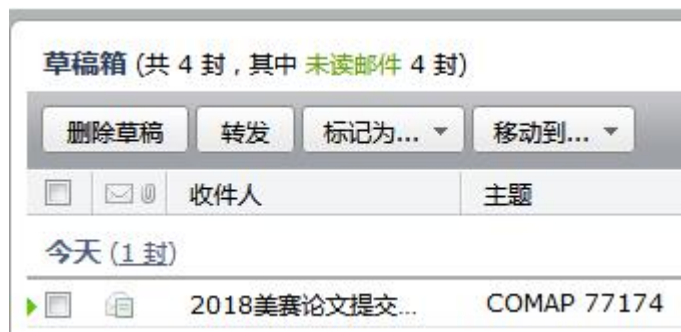 草稿箱 (共 4 封，其中 未读邮件 4 封)
删除草稿 转发 标记为... 移动到...
收件人 主题
今天 (1 封)
2018美赛论文提交... COMAP 77174